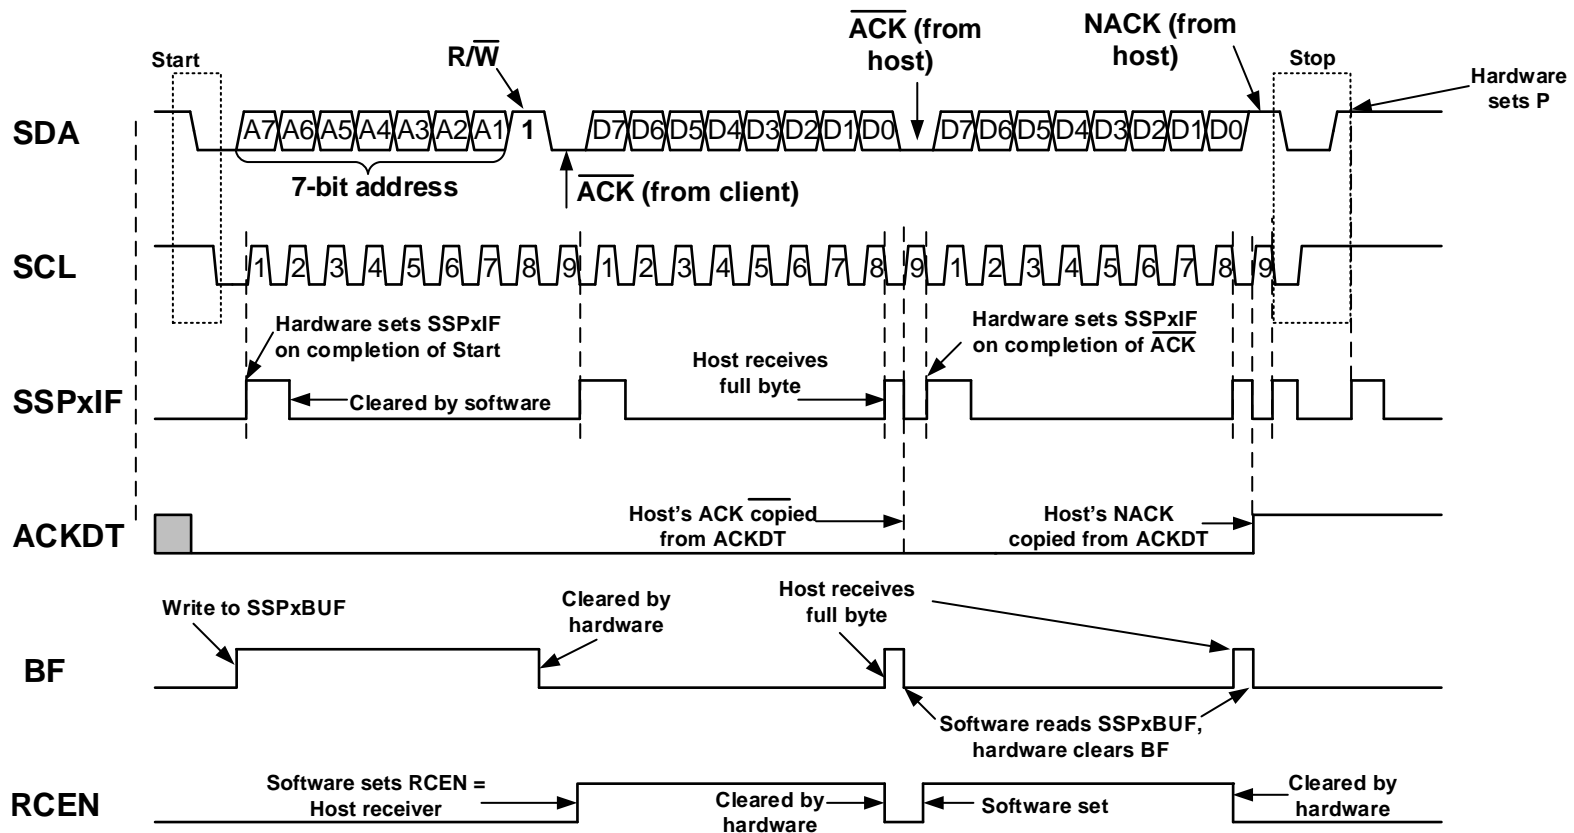 Start
R/W
ACK (from
host)
NACK (from
host)
Stop
Hardware
sets P
SDA
A7 A6 A5 A4 A3 A2 A1 1 D7 D6 D5 D4 D3 D2 D1 D0 D7 D6 D5 D4 D3 D2 D1 D0
7-bit address
ACK (from client)
SCL
1 2 3 4 5 6 7 8 9 1 2 3 4 5 6 7 8 9 1 2 3 4 5 6 7 8 9
Hardware sets SSPxIF
on completion of Start
Host receives
full byte
Hardware sets SSPxIF
on completion of ACK
SSPxIF
Cleared by software
ACKDT
Host's ACK copied
from ACKDT
Host's NACK
copied from ACKDT
Write to SSPxBUF
Cleared by
hardware
Host receives
full byte
BF
Software reads SSPxBUF,
hardware clears BF
RCEN
Software sets RCEN =
Host receiver
Cleared by
hardware
Software set
Cleared by
hardware